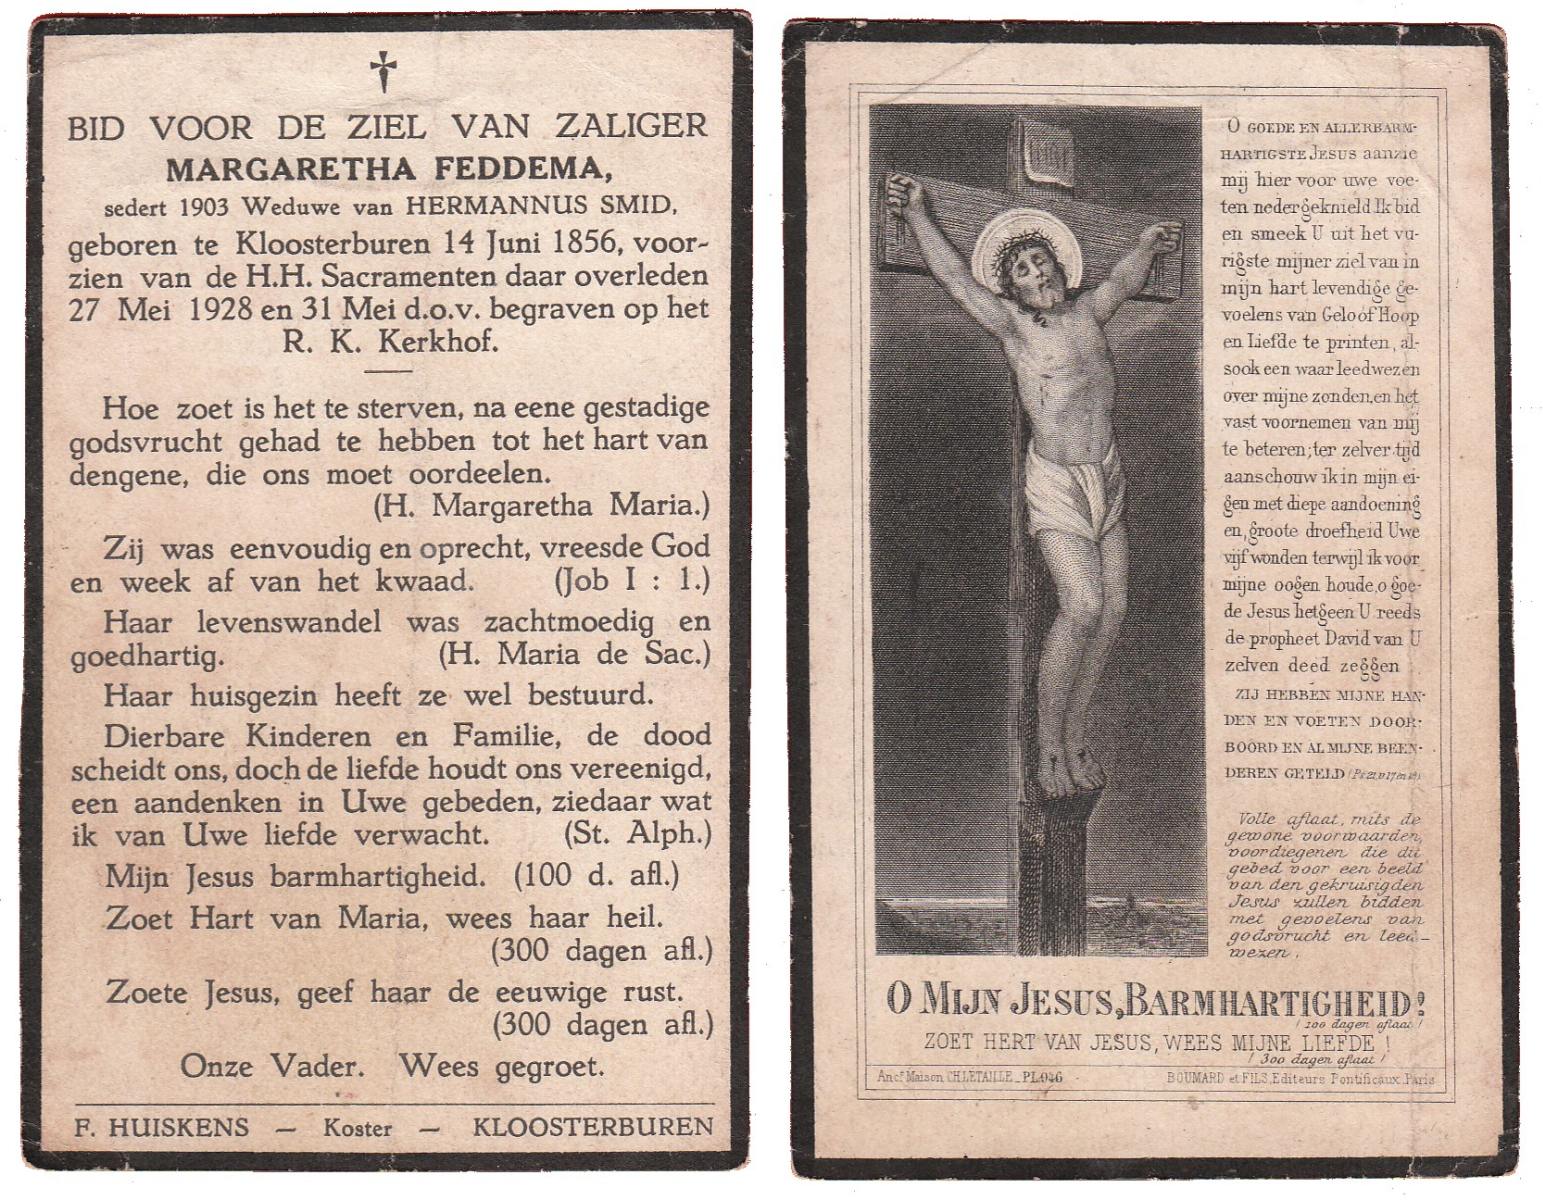 BID VOOR DE ZIEL VAN ZALIGER
MARGARETHA FEDDEMA,
sedert 1903 Weduwe van HERMANNUS SMID,
geboren te Kloosterburen 14 Juni 1856, voor-
zien van de H.H. Sacramenten daar overleden
27 Mei 1928 en 31 Mei d.o.v. begraven op het
R. K. Kerkhof.
Hoe zoet is het te sterven, na eene gestadige
godsvrucht gehad te hebben tot het hart van
dengene, die ons moet oordeelen.
(H. Margaretha Maria.)
Zij was eenvoudig en oprecht, vreesde God
en week af van het kwaad. (Job I : 1.)
Haar levenswandel was zachtmoedig en
goedhartig. (H. Maria de Sac.)
Haar huisgezin heeft ze wel bestuurd.
Dierbare Kinderen en Familie, de dood
scheidt ons, doch de liefde houdt ons vereenigd,
een aandenken in Uwe gebeden, ziedaar wat
ik van Uwe liefde verwacht. (St. Alph.)
Mijn Jesus barmhartigheid. (100 d. afl.)
Zoet Hart van Maria, wees haar heil.
(300 dagen afl.)
Zoete Jesus, geef haar de eeuwige rust.
(300 dagen afl.)
Onze Vader. Wees gegroet.
F. HUISKENS — Koster — KLOOSTERBUREN
O GOEDE EN ALLERBARM-
HARTIGSTE JESUS aanzie
mij hier voor uwe voe-
ten nedergeknield Ik bid
en smeek U uit het vu-
rigste mijner ziel van in
mijn hart levendige ge-
voelens van Geloof Hoop
en Liefde te printen, al-
sook een waar leedwezen
over mijne zonden, en het
vast voornemen van mij
te beteren; ter zelver tijd
aanschouw ik in mijn ei-
gen met diepe aandoening
en, groote droefheid Uwe
vijf wonden terwijl ik voor
mijne oogen houde, o goe-
de Jesus hetgeen U reeds
de propheet David van U
zelven deed zeggen
ZIJ HEBBEN MIJNE HAN-
DEN EN VOETEN DOOR-
BOORD EN AL MIJNE BEEN-
DEREN GETELD
Volle aflaat, mits de
gewone voorwaarden,
voor diegenen die dit
gebed voor een beeld
van den gekruisigden
Jesus zullen bidden
met gevoelens van
godsvrucht en leed-
wezen.
O MIJN JESUS, BARMHARTIGHEID!
(100 dagen aflaat)
ZOET HERT VAN JESUS, WEES MIJNE LIEFDE!
(300 dagen aflaat)
Anc.e Maison CH. LETAILLE _ PL.046 BOUMARD et FILS, Editeurs Pontificaux. Paris